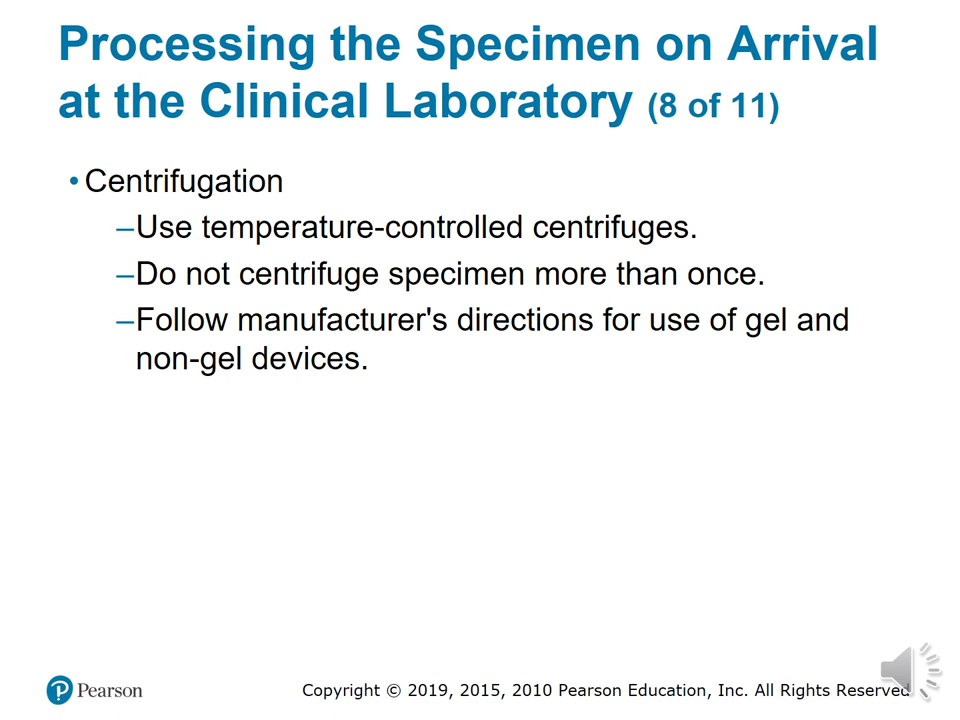 Processing the Specimen on Arrival
at the Clinical Laboratory (8 of 11)
• Centrifugation
–Use temperature-controlled centrifuges.
–Do not centrifuge specimen more than once.
–Follow manufacturer's directions for use of gel and
non-gel devices.
Pearson
Copyright © 2019, 2015, 2010 Pearson Education, Inc. All Rights Reserved